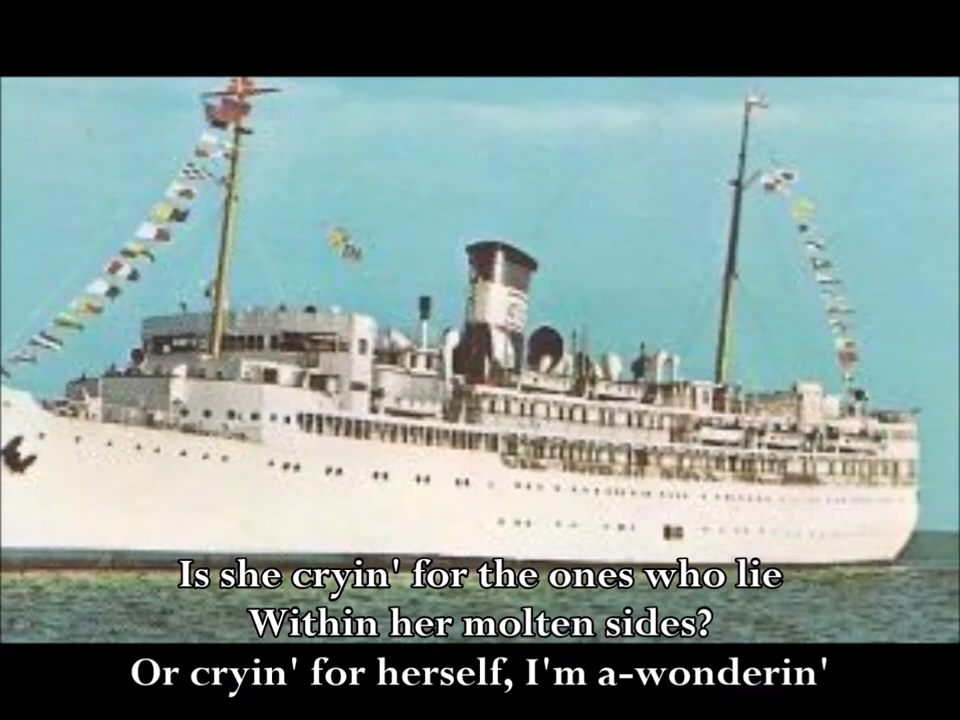 Is she cryin' for the ones who lie
Within her molten sides?
Or cryin' for herself, I'm a-wonderin'